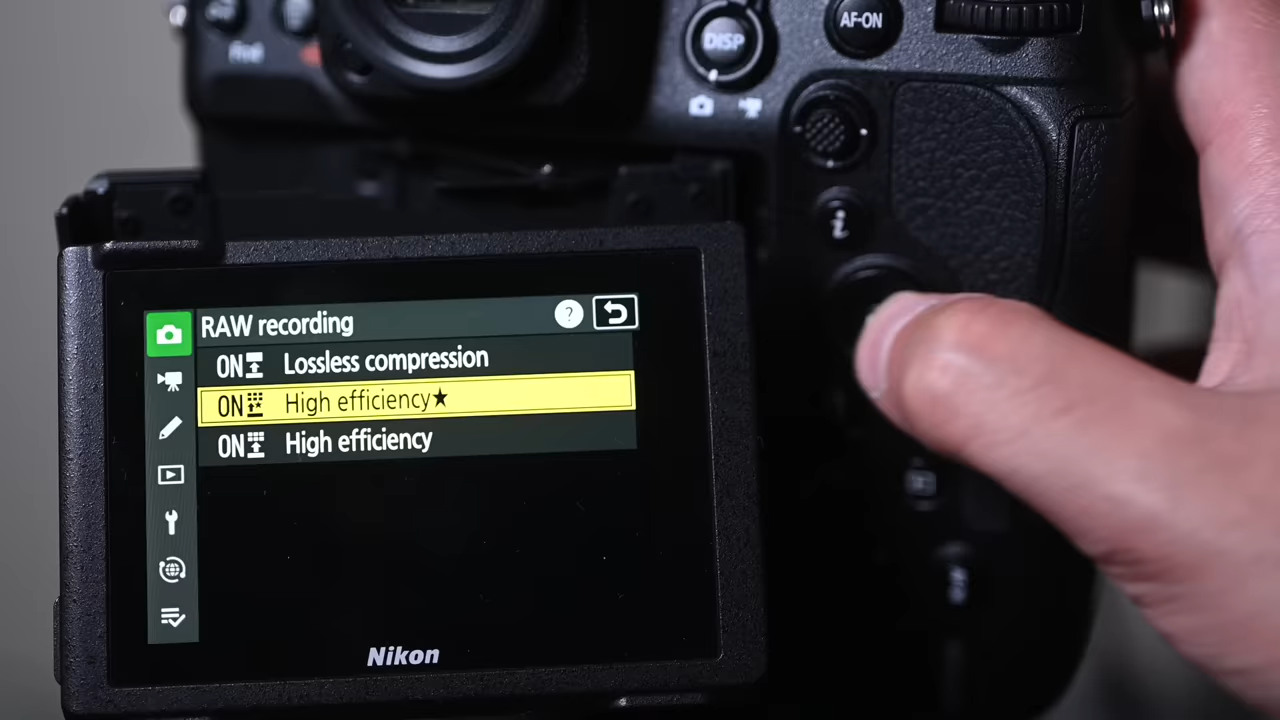 DISP
AF-ON
i
RAW recording
?
ON Lossless compression
ON High efficiency★
ON High efficiency
Nikon